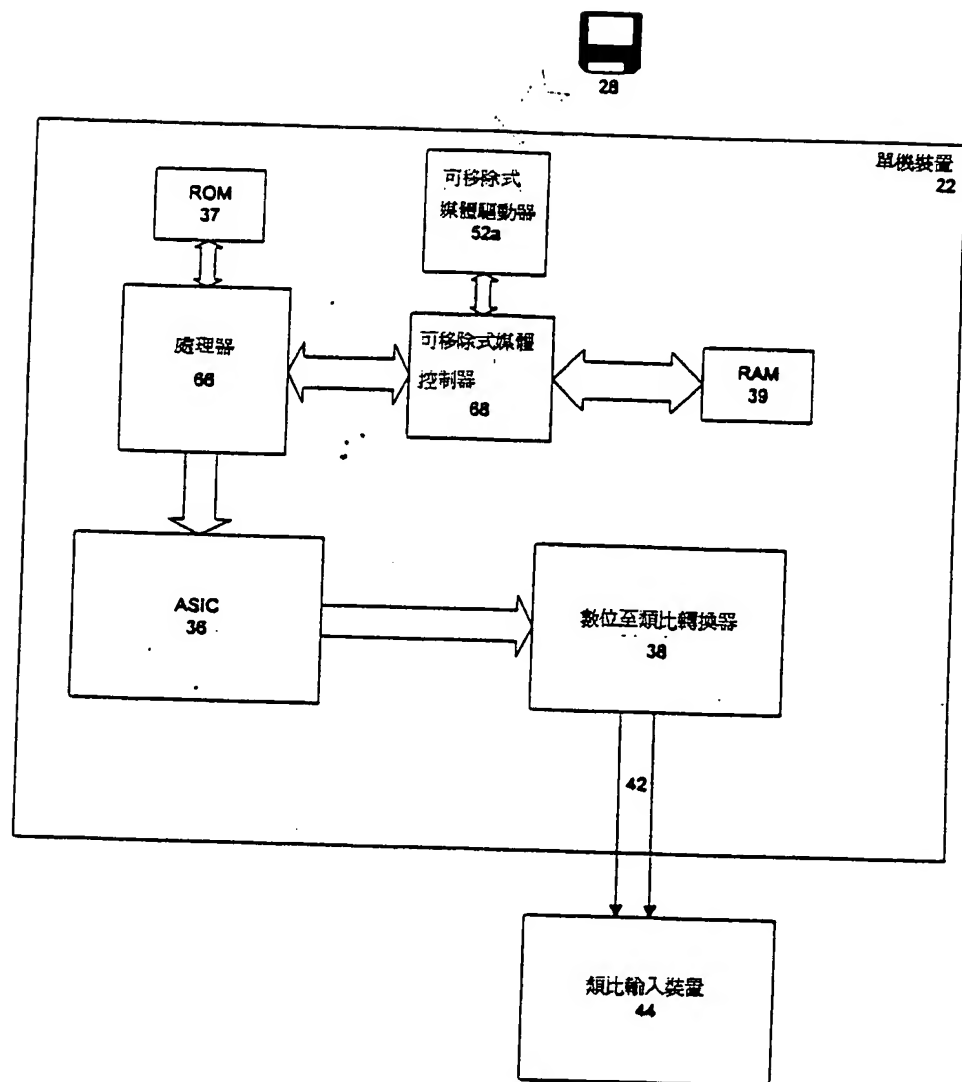 28
單機裝置
22
ROM
37
可移除式
媒體驅動器
52a
處理器
66
可移除式媒體
控制器
68
RAM
39
ASIC
36
數位至類比轉換器
38
42
類比輸入裝置
44